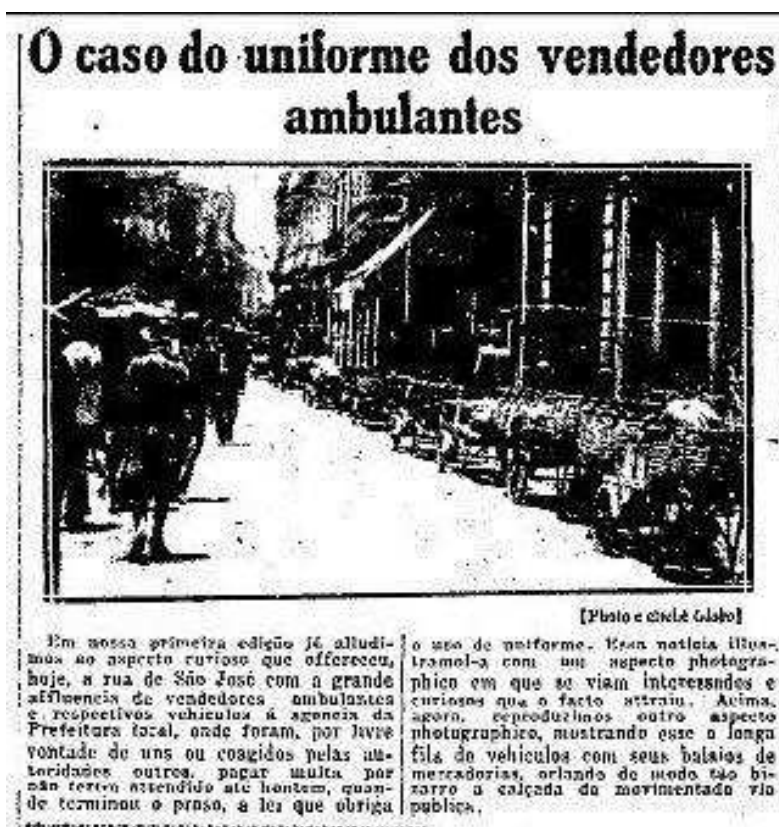 O caso do uniforme dos vendedores
ambulantes
[Photo e cliché Globo]
Em nossa primeira edição já alludi-
mos ao aspecto curioso que offereceu,
hoje, a rua de São José com a grande
affluencia de vendedores ambulantes
e respectivos vehiculos á agencia da
Prefeitura local, onde foram, por livre
vontade de uns ou coagidos pelas au-
toridades outros, pagar multa por
não terem attendido até hontem, quan-
do terminou o praso, a lei que obriga
o uso de uniforme. Essa noticia illus-
tramol-a com um aspecto photogra-
phico em que se viam interessados e
curiosos que o facto attraiu. Acima,
agora, reproduzimos outro aspecto
photographico, mostrando esse a longa
fila de vehiculos com seus balaios de
mercadorias, orlando de modo tão bi-
zarro a calçada da movimentada via
publica.